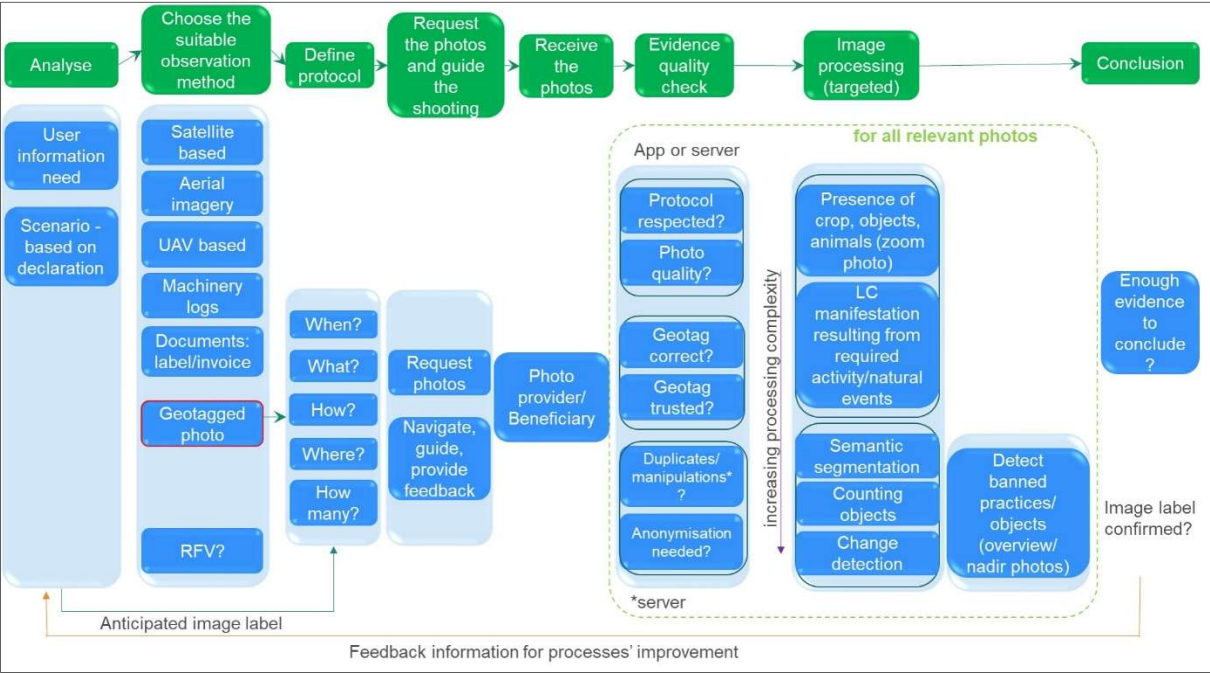 Analyse
Choose the
suitable
observation
method
Define
protocol
Request
the photos
and guide
the
shooting
Receive
the
photos
Evidence
quality
check
Image
processing
(targeted)
Conclusion
User
information
need
Scenario -
based on
declaration
Satellite
based
Aerial
imagery
UAV based
Machinery
logs
Documents:
label/invoice
Geotagged
photo
RFV?
When?
What?
How?
Where?
How
many?
Request
photos
Navigate,
guide,
provide
feedback
Photo
provider/
Beneficiary
for all relevant photos
App or server
Protocol
respected?
Photo
quality?
Geotag
correct?
Geotag
trusted?
Duplicates/
manipulations*
?
Anonymisation
needed?
*server
increasing processing complexity
Presence of
crop, objects,
animals (zoom
photo)
LC
manifestation
resulting from
required
activity/natural
events
Semantic
segmentation
Counting
objects
Change
detection
Detect
banned
practices/
objects
(overview/
nadir photos)
Enough
evidence
to
conclude
?
Image label
confirmed?
Anticipated image label
Feedback information for processes' improvement